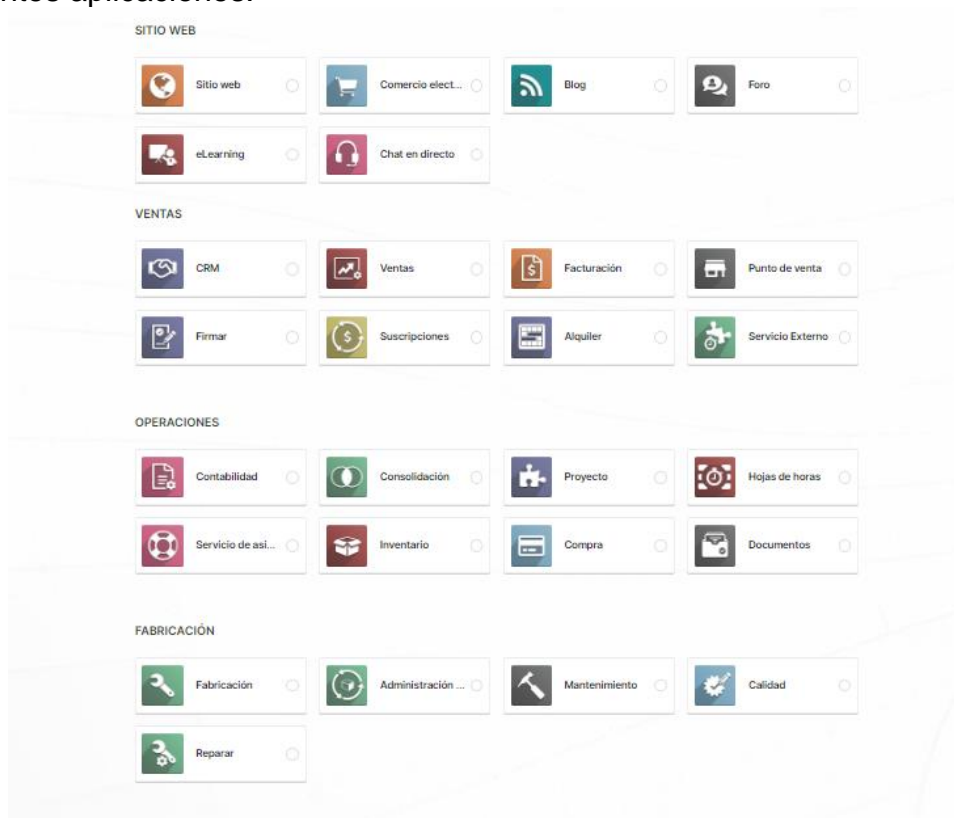 aplicaciones.
SITIO WEB
Sitio web
Comercio elect...
Blog
Foro
eLearning
Chat en directo
VENTAS
CRM
Ventas
Facturación
Punto de venta
Firmar
Suscripciones
Alquiler
Servicio Externo
OPERACIONES
Contabilidad
Consolidación
Proyecto
Hojas de horas
Servicio de asi...
Inventario
Compra
Documentos
FABRICACIÓN
Fabricación
Administración ...
Mantenimiento
Calidad
Reparar